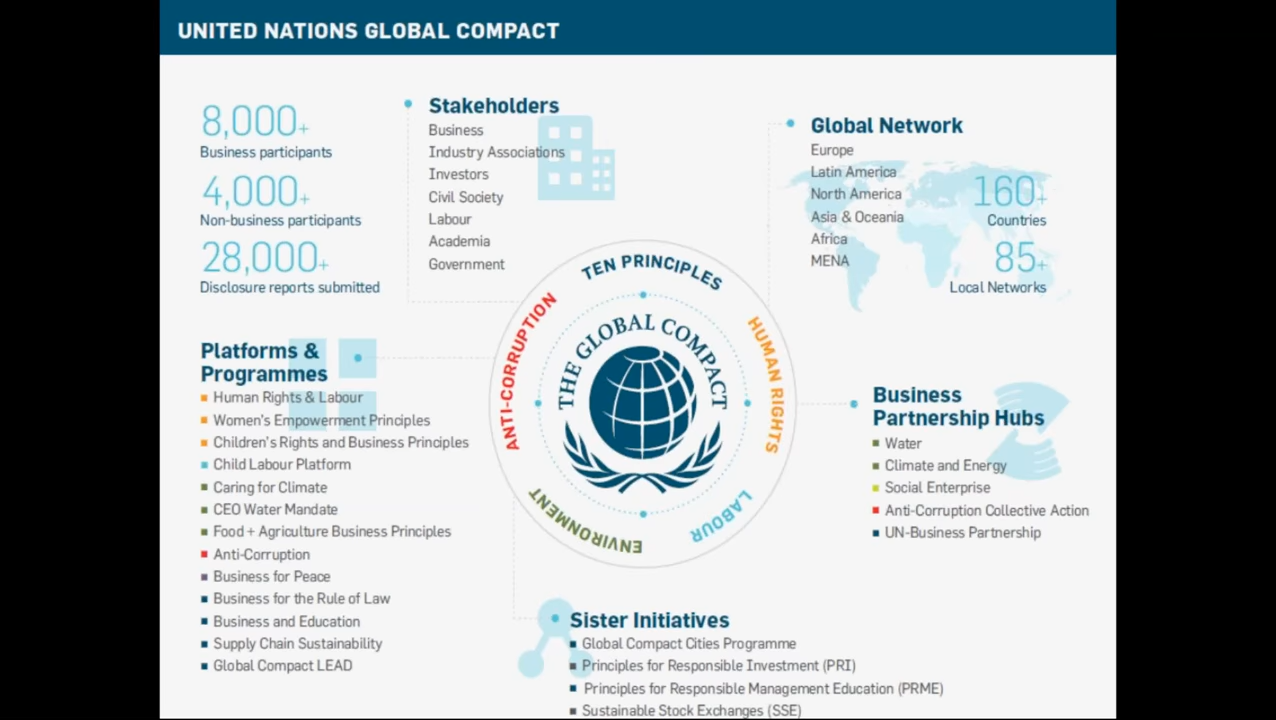 UNITED NATIONS GLOBAL COMPACT
8,000+
Business participants
4,000+
Non-business participants
28,000+
Disclosure reports submitted
Stakeholders
Business
Industry Associations
Investors
Civil Society
Labour
Academia
Government
Global Network
Europe
Latin America
North America
Asia & Oceania
Africa
MENA
160+
Countries
85+
Local Networks
TEN PRINCIPLES
HUMAN RIGHTS
LABOUR
ENVIRONMENT
ANTI-CORRUPTION
THE GLOBAL COMPACT
Platforms &
Programmes
Human Rights & Labour
Women's Empowerment Principles
Children's Rights and Business Principles
Child Labour Platform
Caring for Climate
CEO Water Mandate
Food + Agriculture Business Principles
Anti-Corruption
Business for Peace
Business for the Rule of Law
Business and Education
Supply Chain Sustainability
Global Compact LEAD
Business
Partnership Hubs
Water
Climate and Energy
Social Enterprise
Anti-Corruption Collective Action
UN-Business Partnership
Sister Initiatives
Global Compact Cities Programme
Principles for Responsible Investment (PRI)
Principles for Responsible Management Education (PRME)
Sustainable Stock Exchanges (SSE)